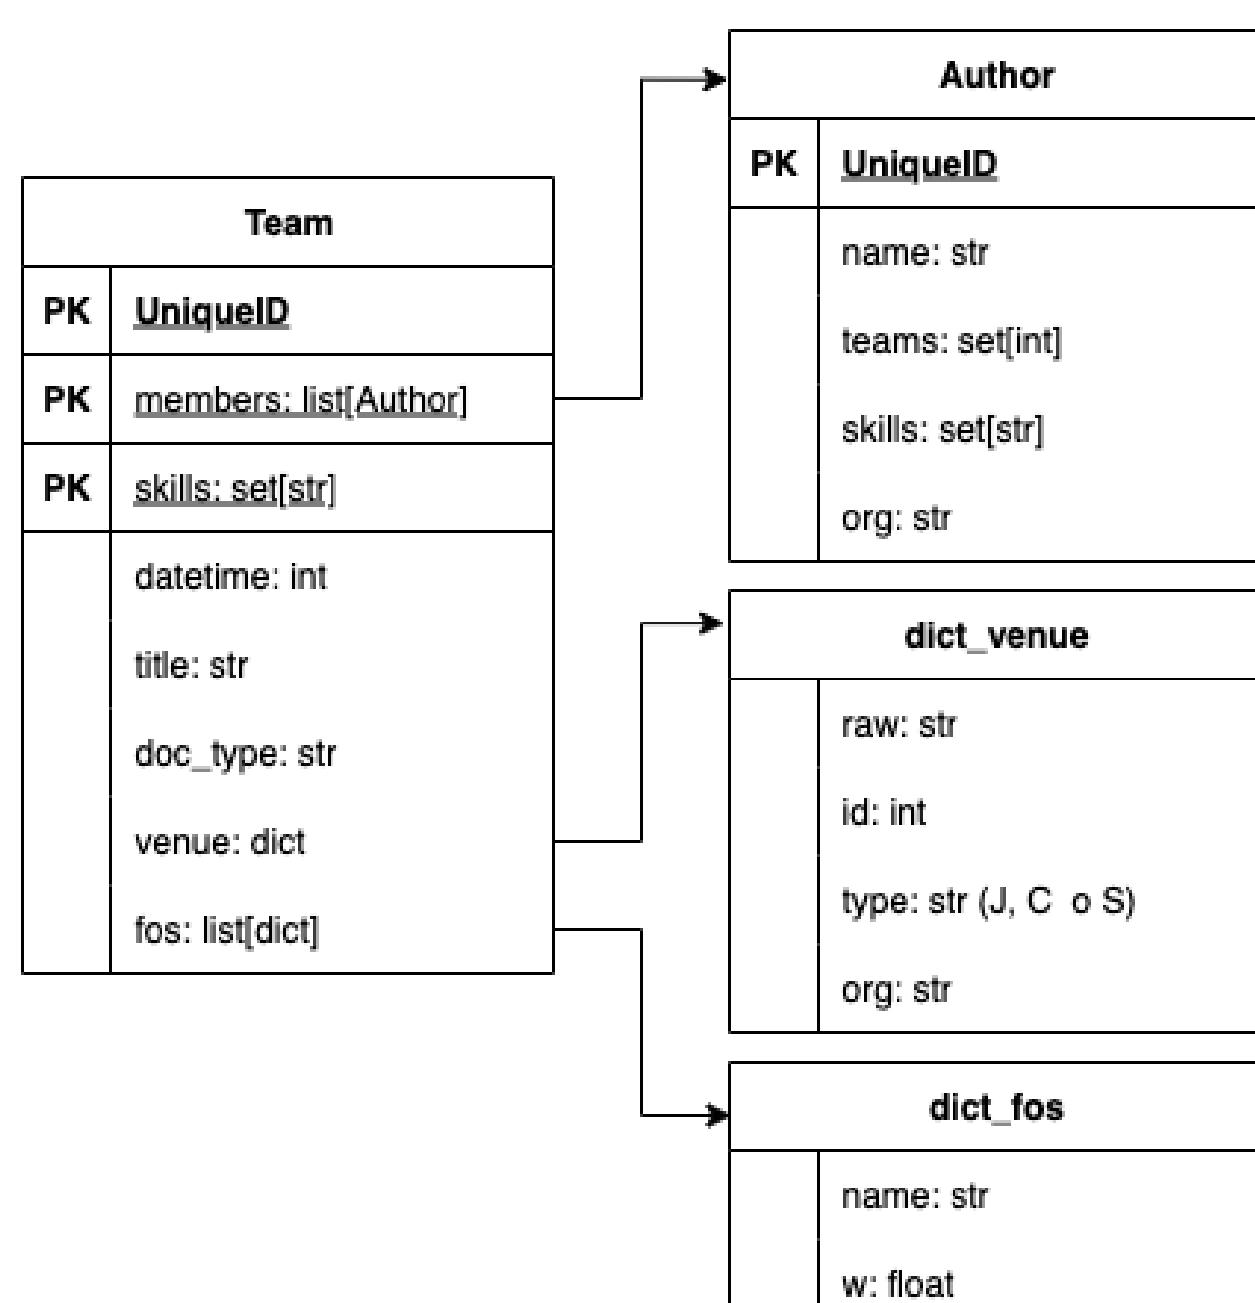 Team
PK UniqueID
PK members: list[Author]
PK skills: set[str]
datetime: int
title: str
doc_type: str
venue: dict
fos: list[dict]
Author
PK UniqueID
name: str
teams: set[int]
skills: set[str]
org: str
dict_venue
raw: str
id: int
type: str (J, C o S)
org: str
dict_fos
name: str
w: float